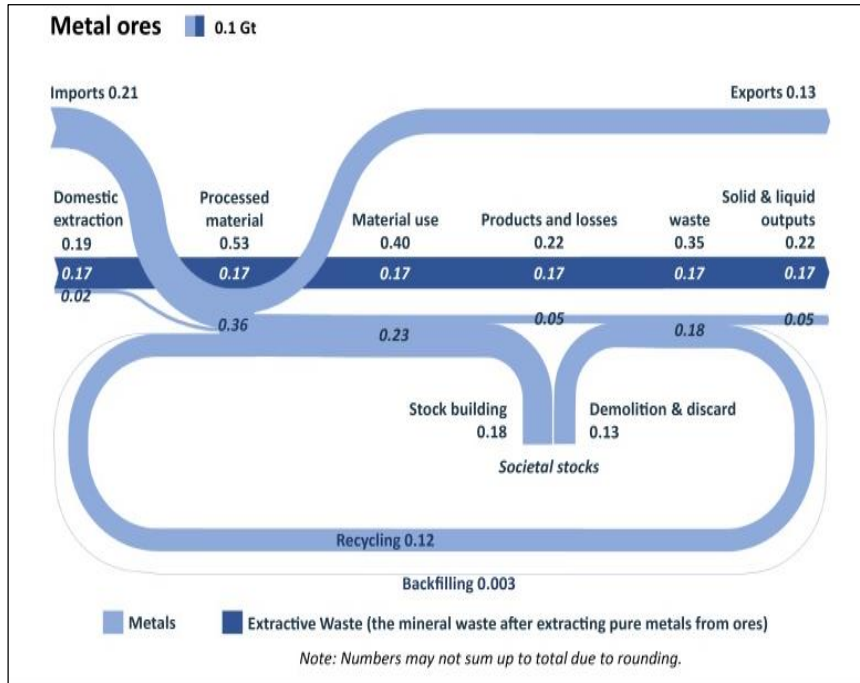 Metal ores
0.1 Gt
Imports 0.21
Exports 0.13
Domestic
extraction
0.19
Processed
material
0.53
Material use
0.40
Products and losses
0.22
waste
0.35
Solid & liquid
outputs
0.22
0.17
0.17
0.17
0.17
0.17
0.17
0.02
0.36
0.23
0.05
0.18
0.05
Stock building
0.18
Demolition & discard
0.13
Societal stocks
Recycling 0.12
Backfilling 0.003
Metals
Extractive Waste (the mineral waste after extracting pure metals from ores)
Note: Numbers may not sum up to total due to rounding.